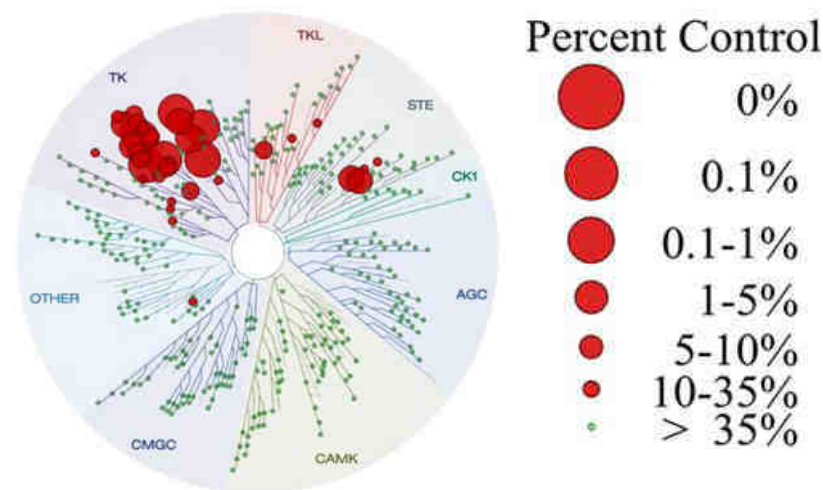 TKL
TK
STE
CK1
OTHER
AGC
CMGC
CAMK
Percent Control
0%
0.1%
0.1-1%
1-5%
5-10%
10-35%
> 35%